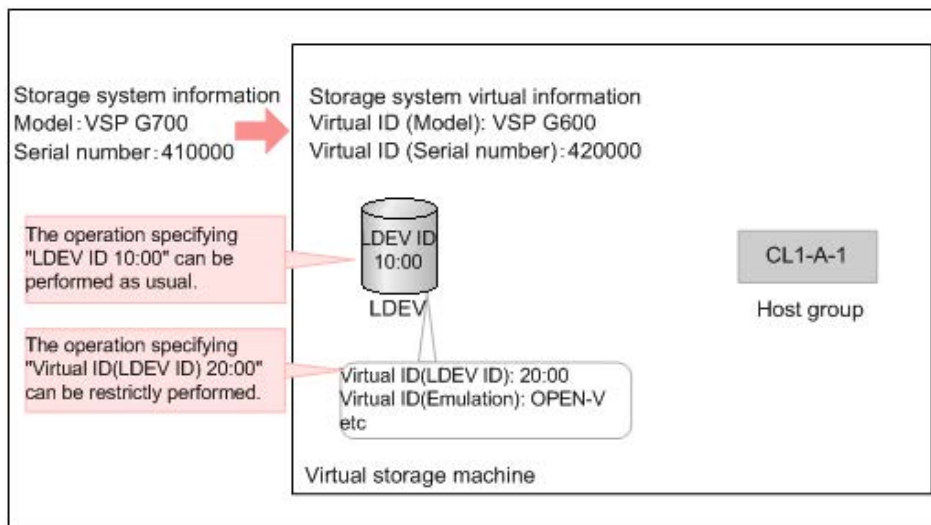 Storage system information
Model:VSP G700
Serial number:410000
Storage system virtual information
Virtual ID (Model): VSP G600
Virtual ID (Serial number):420000
The operation specifying
"LDEV ID 10:00" can be
performed as usual.
LDEV ID
10:00
LDEV
CL1-A-1
Host group
The operation specifying
"Virtual ID(LDEV ID) 20:00"
can be restrictly performed.
Virtual ID(LDEV ID): 20:00
Virtual ID(Emulation): OPEN-V
etc
Virtual storage machine